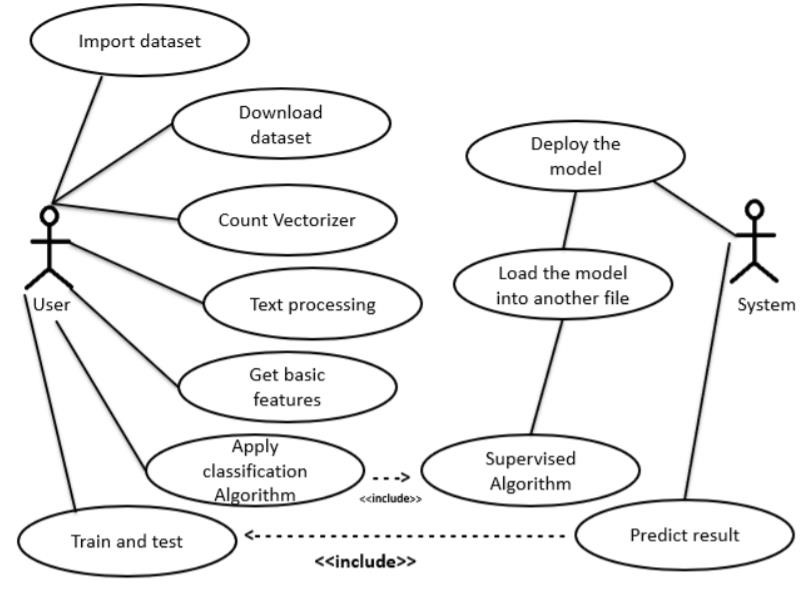 Import dataset
Download
dataset
Count Vectorizer
Text processing
Get basic
features
Apply
classification
Algorithm
Train and test
User
Deploy the
model
Load the model
into another file
Supervised
Algorithm
Predict result
System
<<include>>
<<include>>